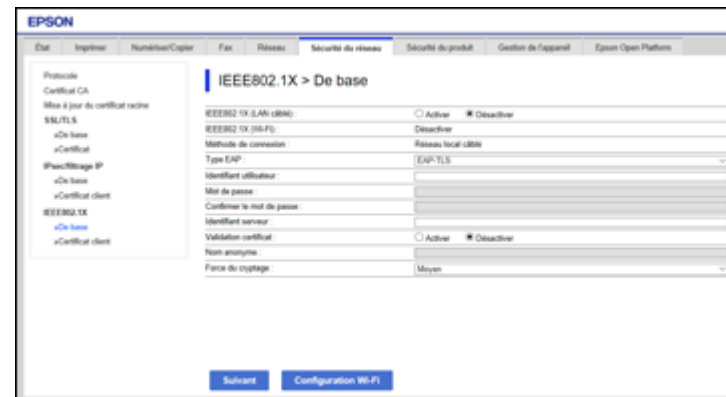 EPSON
État Imprimer Numériser/Copier Fax Réseau Sécurité du réseau Sécurité du produit Gestion de l'appareil Epson Open Platform
Protocole
Certificat CA
Mise à jour du certificat racine
SSL/TLS
»De base
»Certificat
IPsec/filtrage IP
»De base
»Certificat client
IEEE802.1X
»De base
»Certificat client
IEEE802.1X > De base
IEEE802.1X (LAN câblé) : Activer Désactiver
IEEE802.1X (Wi-Fi) : Désactiver
Méthode de connexion : Réseau local câblé
Type EAP : EAP-TLS
Identifiant utilisateur :
Mot de passe :
Confirmer le mot de passe :
Identifiant serveur :
Validation certificat : Activer Désactiver
Nom anonyme :
Force du cryptage : Moyen
Suivant Configuration Wi-Fi